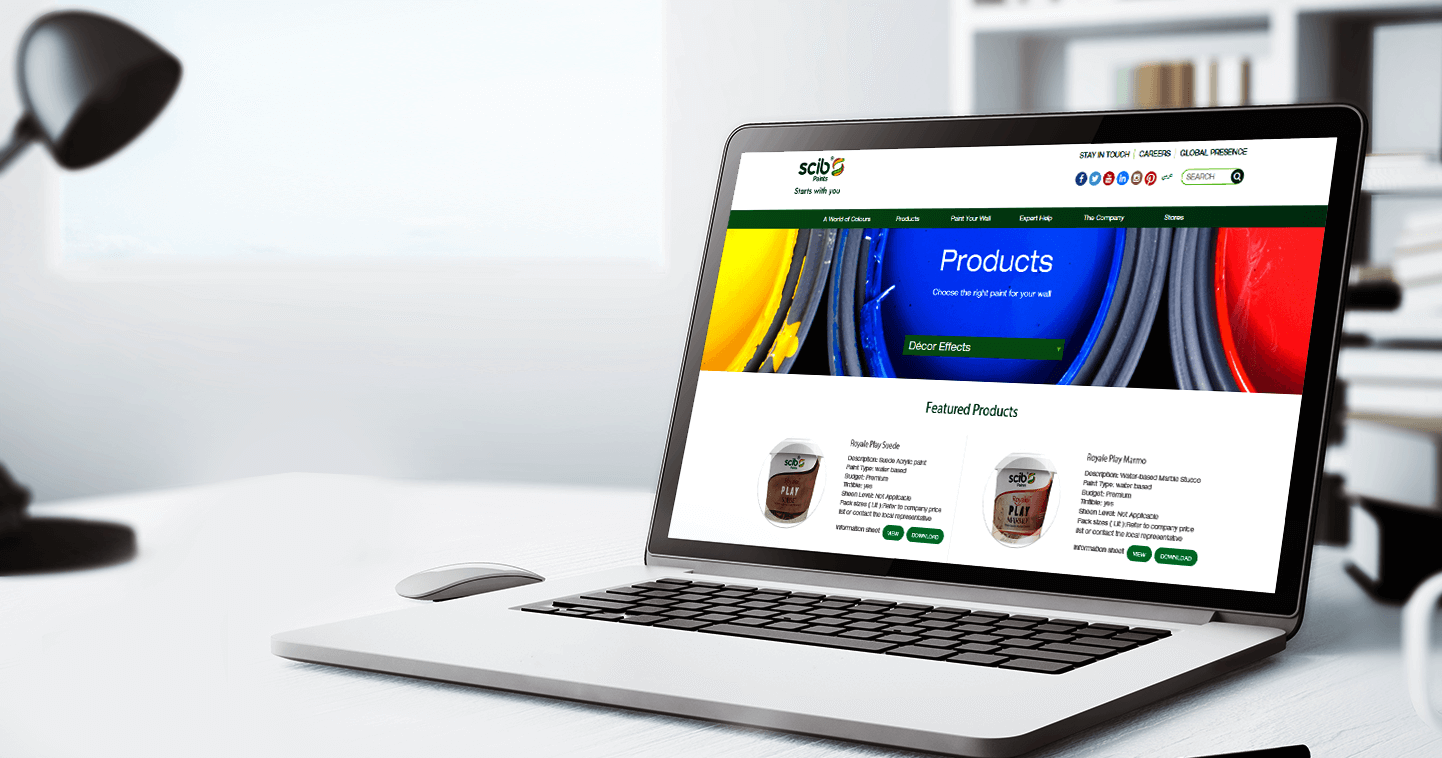 scib
Paints
Starts with you
STAY IN TOUCH
CAREERS
GLOBAL PRESENCE
SEARCH
A World of Colours
Products
Paint Your Wall
Expert Help
The Company
Stores
Products
Choose the right paint for your wall
Décor Effects
Featured Products
scib
PLAY
Royale Play Suede
Description: Suede Acrylic paint
Paint Type: water based
Budget: Premium
Tintible: yes
Sheen Level: Not Applicable
Pack sizes ( Lit ):Refer to company price
list or contact the local representative
Information sheet
VIEW
DOWNLOAD
scib
Royale
PLAY
Royale Play Marmo
Description: Water-based Marble Stucco
Paint Type: water based
Budget: Premium
Tintible: yes
Sheen Level: Not Applicable
Pack sizes ( Lit ):Refer to company price
list or contact the local representative
Information sheet
VIEW
DOWNLOAD